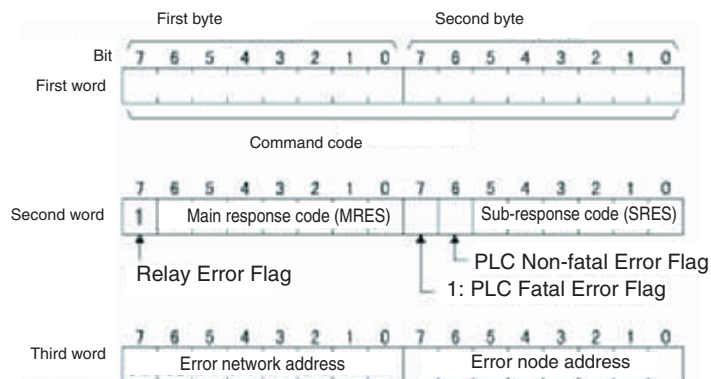 First byte Second byte
Bit 7 6 5 4 3 2 1 0 7 6 5 4 3 2 1 0
First word
Command code
7 6 5 4 3 2 1 0 7 6 5 4 3 2 1 0
Second word 1 Main response code (MRES) Sub-response code (SRES)
Relay Error Flag
PLC Non-fatal Error Flag
1: PLC Fatal Error Flag
7 6 5 4 3 2 1 0 7 6 5 4 3 2 1 0
Third word Error network address Error node address